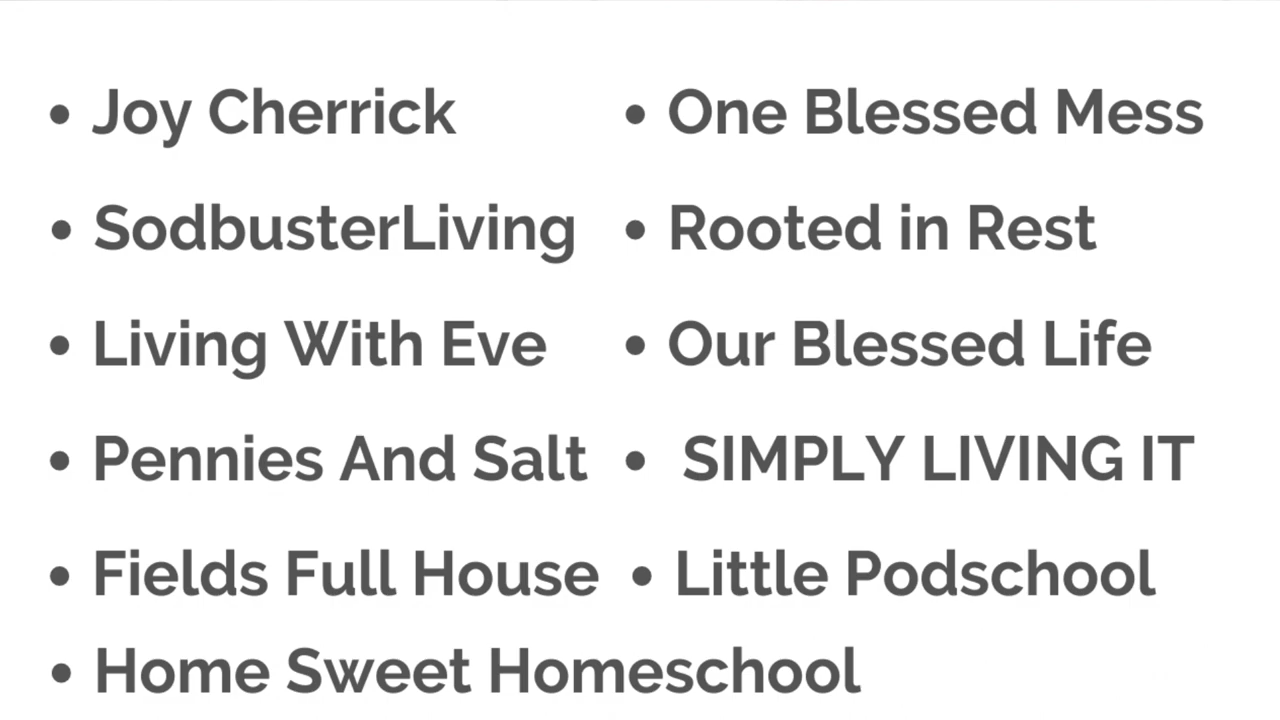 • Joy Cherrick
• SodbusterLiving
• Living With Eve
• Pennies And Salt
• Fields Full House
• Home Sweet Homeschool
• One Blessed Mess
• Rooted in Rest
• Our Blessed Life
• SIMPLY LIVING IT
• Little Podschool